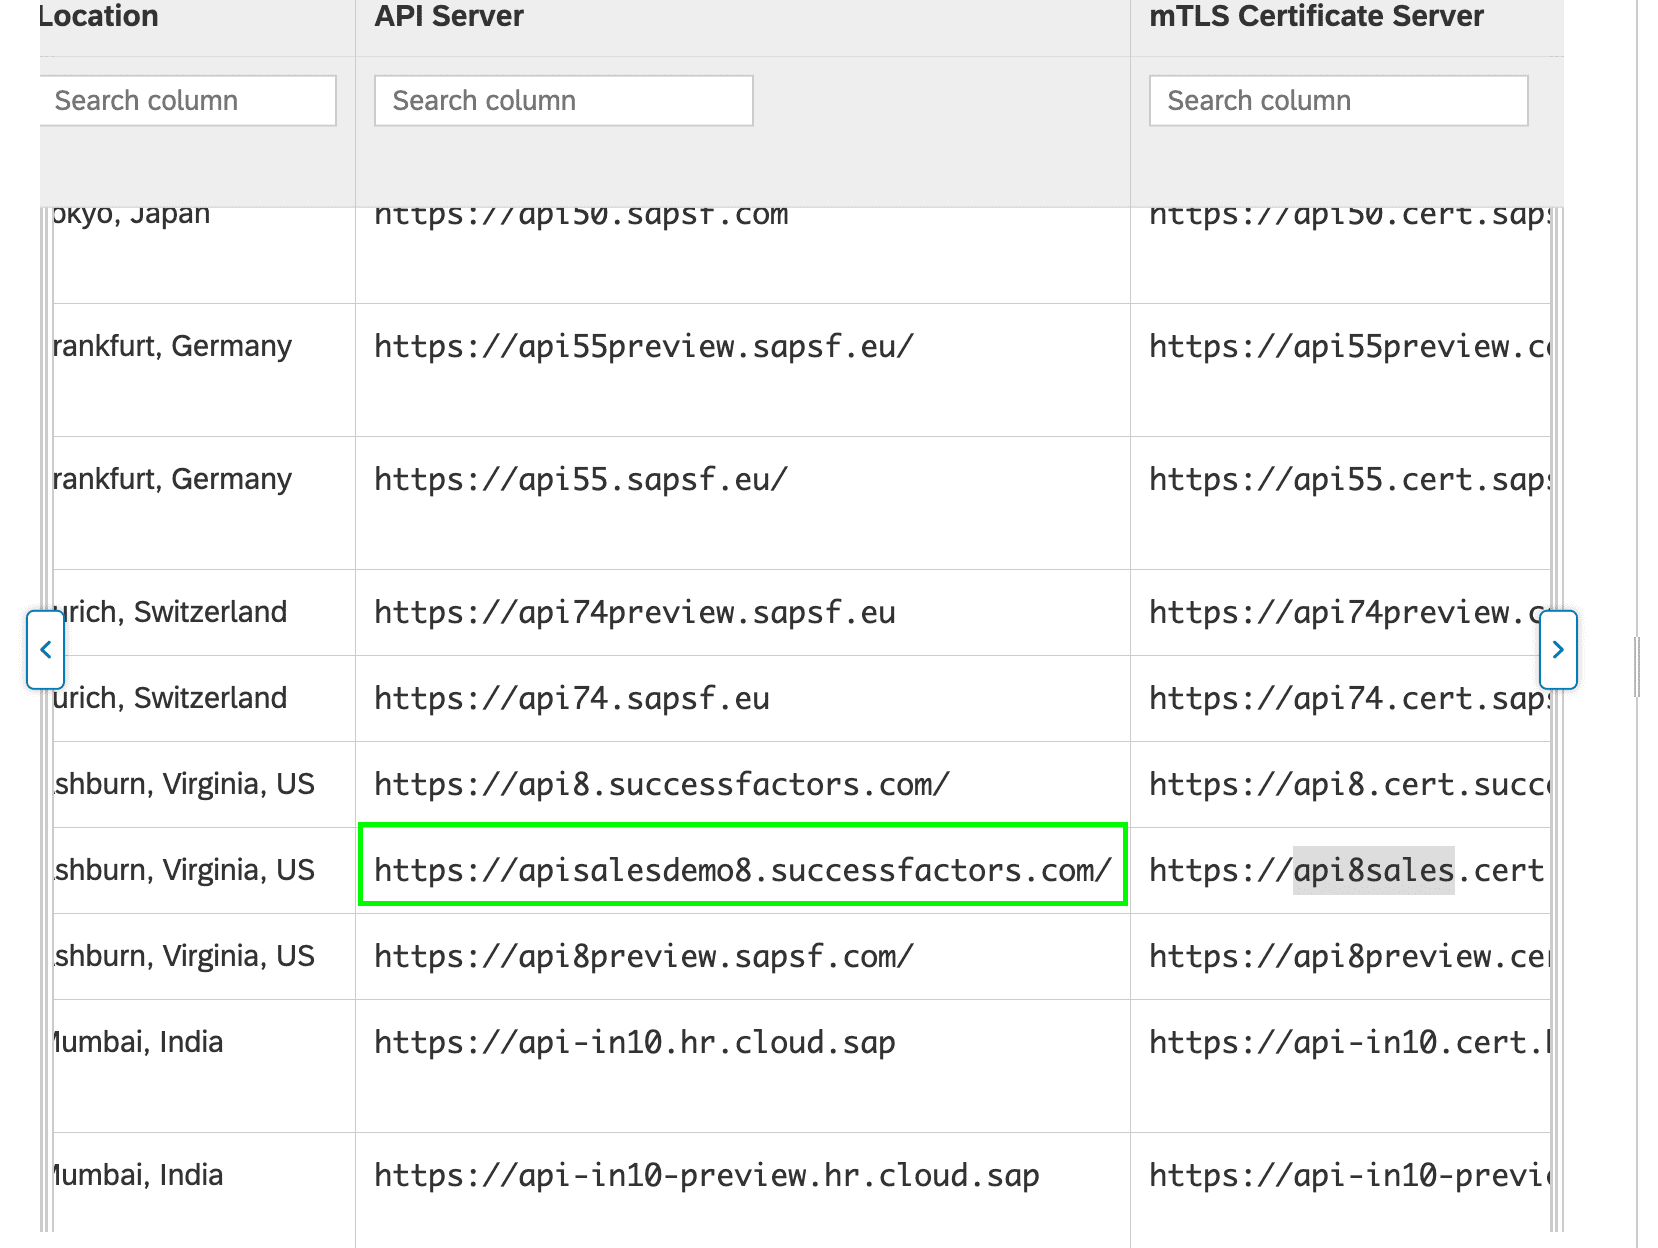 Location API Server mTLS Certificate Server
Search column Search column Search column
okyo, Japan https://api50.sapsf.com https://api50.cert.saps
rankfurt, Germany https://api55preview.sapsf.eu/ https://api55preview.c
rankfurt, Germany https://api55.sapsf.eu/ https://api55.cert.saps
urich, Switzerland https://api74preview.sapsf.eu https://api74preview.c
urich, Switzerland https://api74.sapsf.eu https://api74.cert.saps
shburn, Virginia, US https://api8.successfactors.com/ https://api8.cert.succ
shburn, Virginia, US https://apisalesdemo8.successfactors.com/ https://api8sales.cert
shburn, Virginia, US https://api8preview.sapsf.com/ https://api8preview.ce
Mumbai, India https://api-in10.hr.cloud.sap https://api-in10.cert.
Mumbai, India https://api-in10-preview.hr.cloud.sap https://api-in10-previ